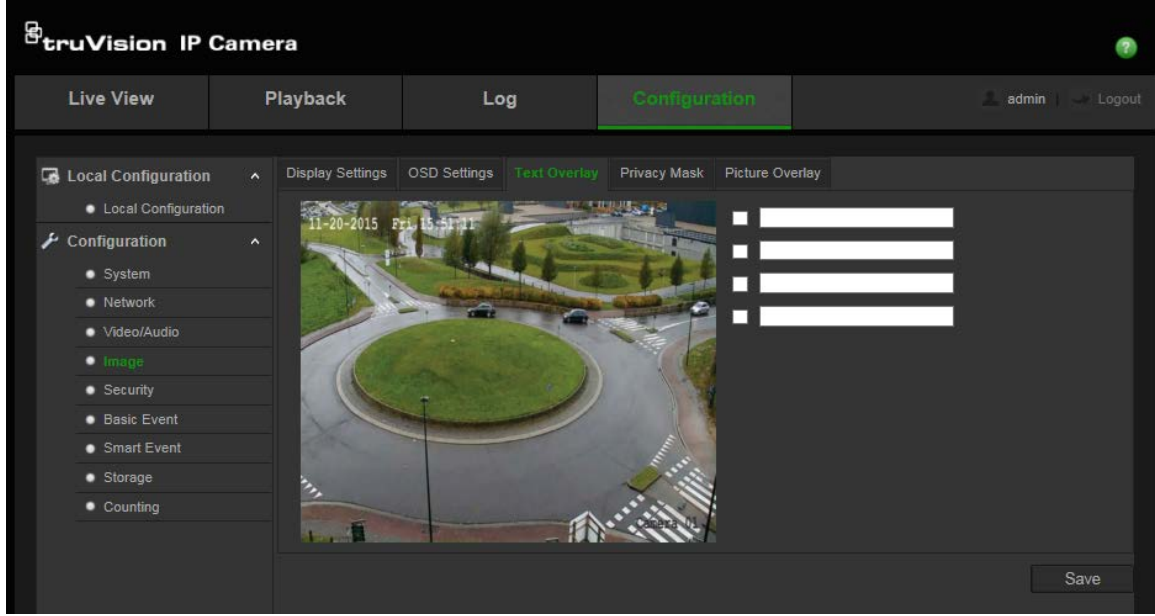 truVision IP Camera
?
Live View
Playback
Log
Configuration
admin | Logout
Local Configuration
Local Configuration
Configuration
System
Network
Video/Audio
Image
Security
Basic Event
Smart Event
Storage
Counting
Display Settings
OSD Settings
Text Overlay
Privacy Mask
Picture Overlay
11-20-2015 Fri 15:51:11
Camera 01
Save